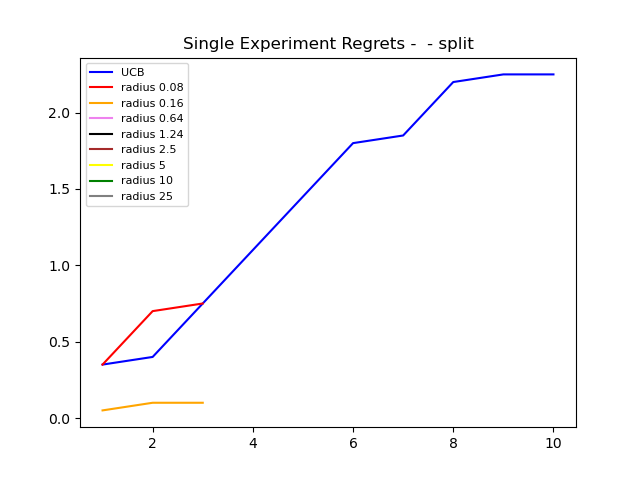 Single Experiment Regrets -  - split
UCB
radius 0.08
radius 0.16
radius 0.64
radius 1.24
radius 2.5
radius 5
radius 10
radius 25
2.0
1.5
1.0
0.5
0.0
2 4 6 8 10